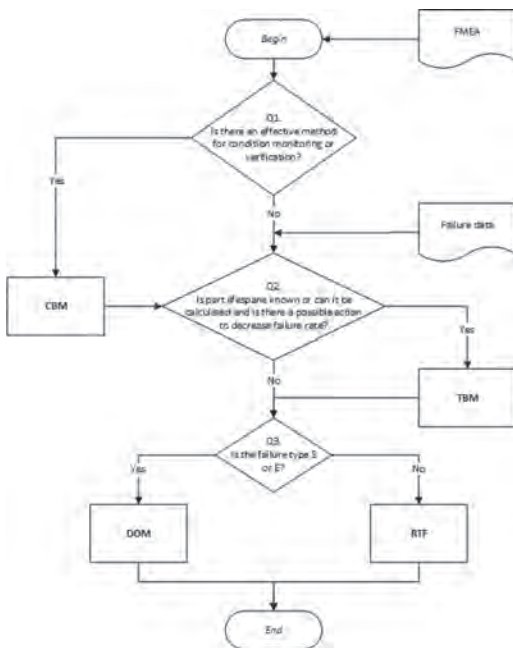 Begin
FMEA
Q1.
Is there an effective method
for condition monitoring or
verification?
Yes
No
Failure data
CBM
Q2.
Is part lifespane known or can it be
calculated and is there a possible action
to decrease failure rate?
Yes
No
TBM
Q3.
Is the failure type S
or E?
Yes
No
DOM
RTF
End